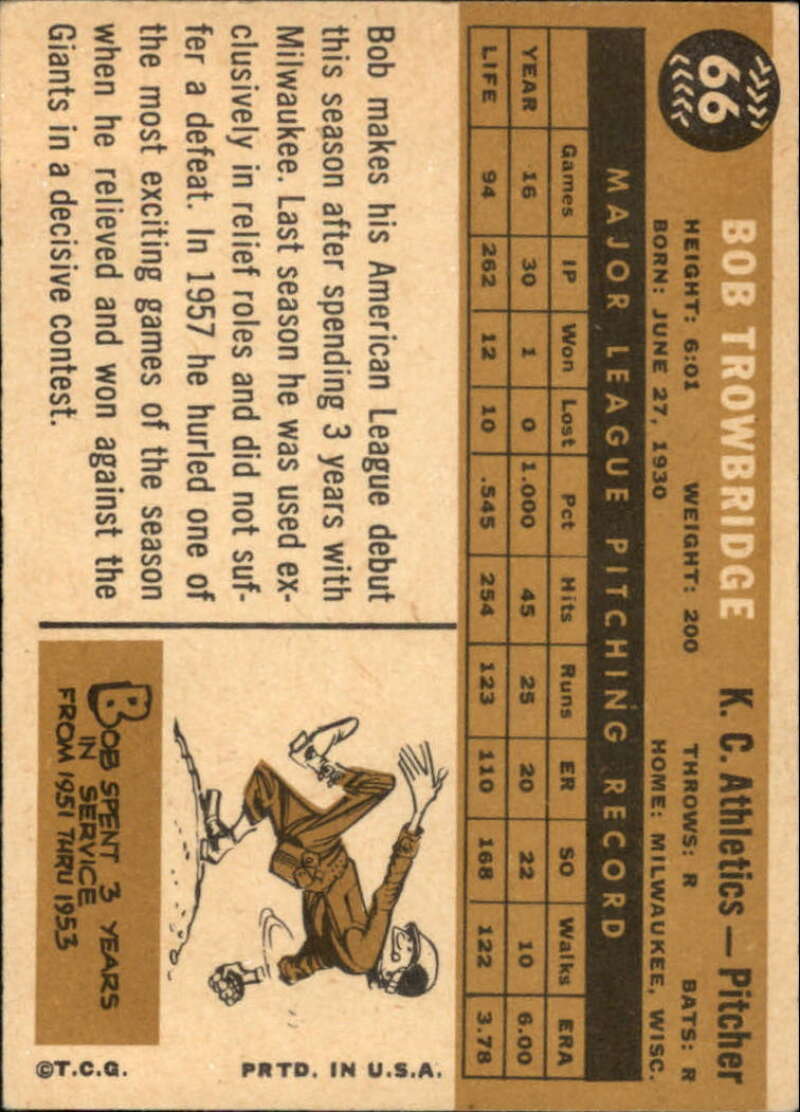 66
BOB TROWBRIDGE K. C. Athletics — Pitcher
HEIGHT: 6:01 WEIGHT: 200 THROWS: R BATS: R
BORN: JUNE 27, 1930 HOME: MILWAUKEE, WISC.
MAJOR LEAGUE PITCHING RECORD
Games IP Won Lost Pct Hits Runs ER SO Walks ERA
YEAR 16 30 1 0 1.000 45 25 20 22 10 6.00
LIFE 94 262 12 10 .545 254 123 110 168 122 3.78
Bob makes his American League debut
this season after spending 3 years with
Milwaukee. Last season he was used ex-
clusively in relief roles and did not suf-
fer a defeat. In 1957 he hurled one of
the most exciting games of the season
when he relieved and won against the
Giants in a decisive contest.
BOB SPENT 3 YEARS
IN SERVICE
FROM 1951 THRU 1953
©T.C.G. PRTD. IN U.S.A.